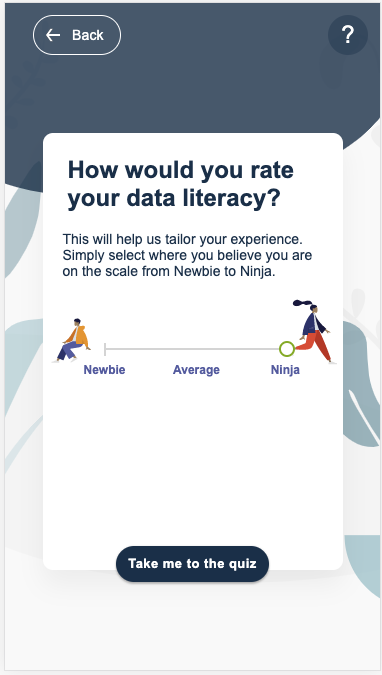 Back
?
How would you rate
your data literacy?
This will help us tailor your experience.
Simply select where you believe you are
on the scale from Newbie to Ninja.
Newbie Average Ninja
Take me to the quiz